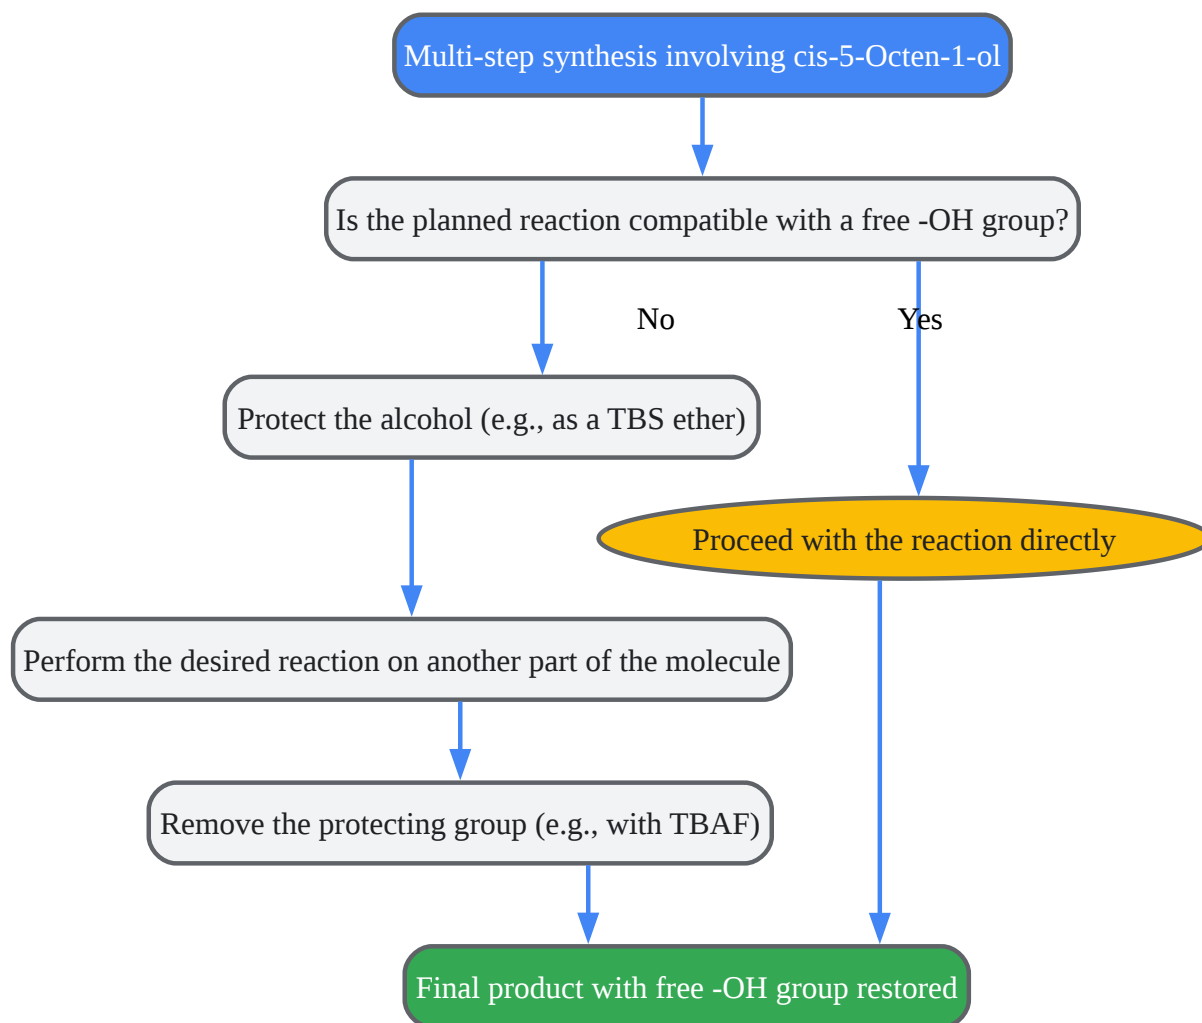 Multi-step synthesis involving cis-5-Octen-1-ol
Is the planned reaction compatible with a free -OH group?
No
Yes
Protect the alcohol (e.g., as a TBS ether)
Proceed with the reaction directly
Perform the desired reaction on another part of the molecule
Remove the protecting group (e.g., with TBAF)
Final product with free -OH group restored